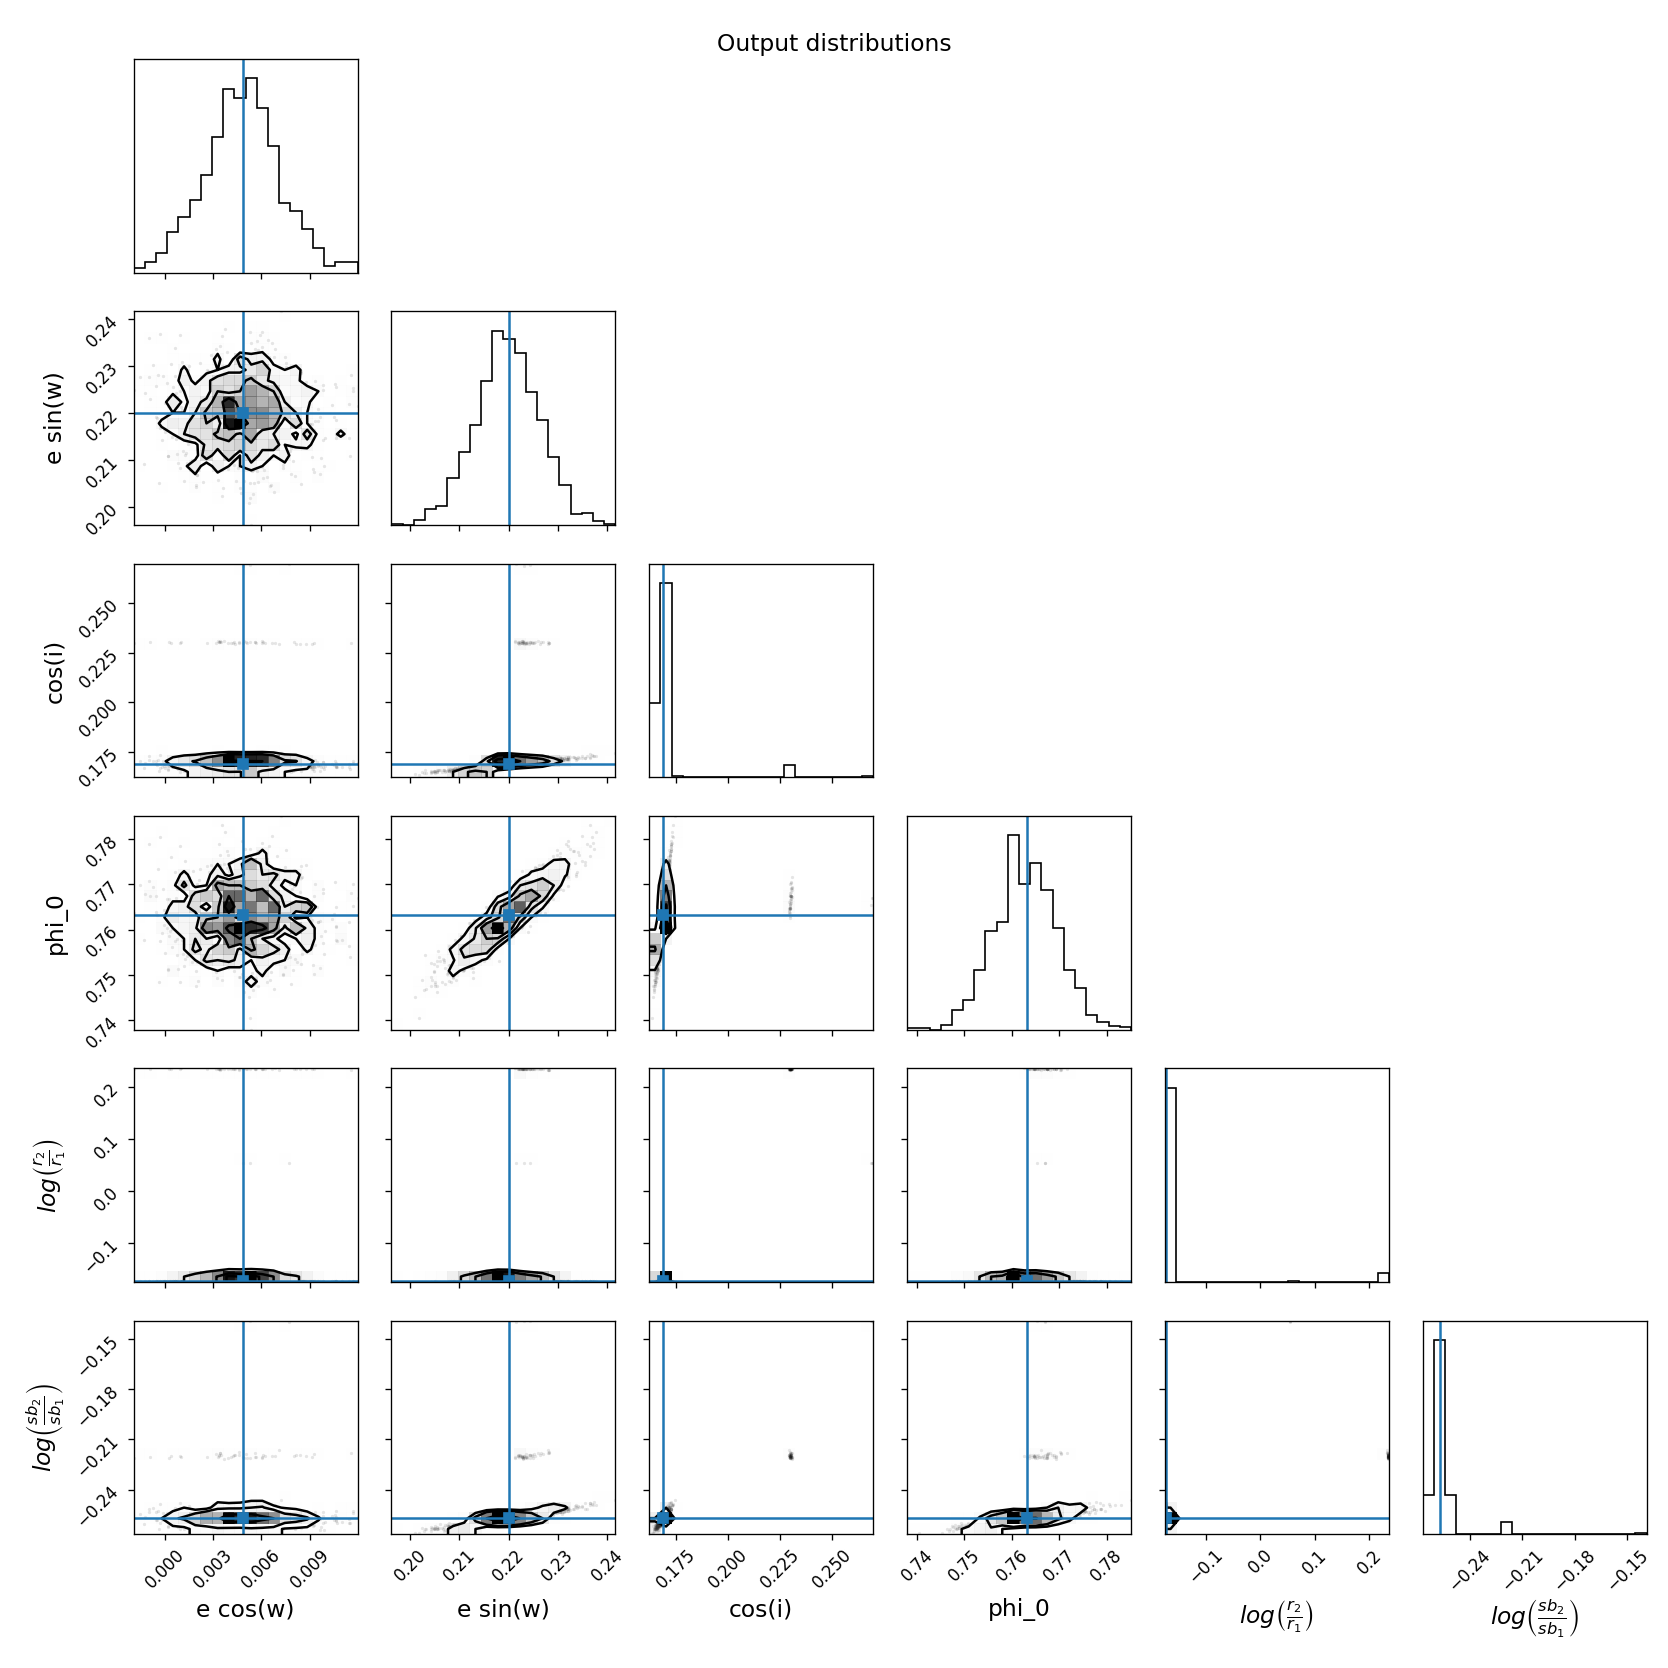 Output distributions
e sin(w)
0.24
0.23
0.22
0.21
0.20
cos(i)
0.250
0.225
0.200
0.175
phi_0
0.78
0.77
0.76
0.75
0.74
log(r₂/r₁)
0.2
0.1
0.0
−0.1
log(sb₂/sb₁)
−0.15
−0.18
−0.21
−0.24
0.000 0.003 0.006 0.009 0.20 0.21 0.22 0.23 0.24 0.175 0.200 0.225 0.250 0.74 0.75 0.76 0.77 0.78 −0.1 0.0 0.1 0.2 −0.24 −0.21 −0.18 −0.15
e cos(w) e sin(w) cos(i) phi_0 log(r₂/r₁) log(sb₂/sb₁)